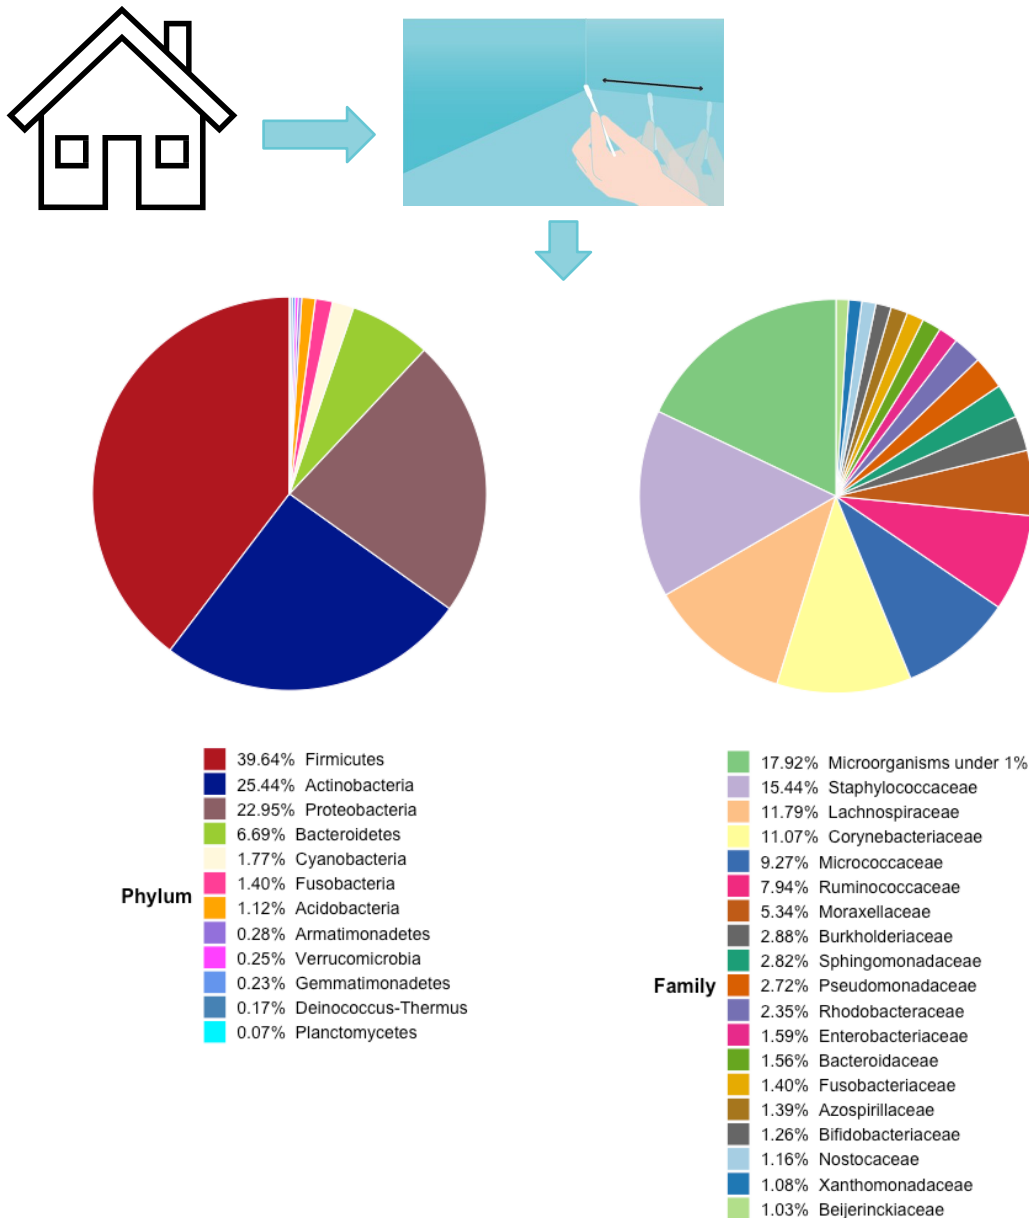 39.64% Firmicutes
25.44% Actinobacteria
22.95% Proteobacteria
6.69% Bacteroidetes
1.77% Cyanobacteria
1.40% Fusobacteria
Phylum
1.12% Acidobacteria
0.28% Armatimonadetes
0.25% Verrucomicrobia
0.23% Gemmatimonadetes
0.17% Deinococcus-Thermus
0.07% Planctomycetes
17.92% Microorganisms under 1%
15.44% Staphylococcaceae
11.79% Lachnospiraceae
11.07% Corynebacteriaceae
9.27% Micrococcaceae
7.94% Ruminococcaceae
5.34% Moraxellaceae
2.88% Burkholderiaceae
2.82% Sphingomonadaceae
Family
2.72% Pseudomonadaceae
2.35% Rhodobacteraceae
1.59% Enterobacteriaceae
1.56% Bacteroidaceae
1.40% Fusobacteriaceae
1.39% Azospirillaceae
1.26% Bifidobacteriaceae
1.16% Nostocaceae
1.08% Xanthomonadaceae
1.03% Beijerinckiaceae